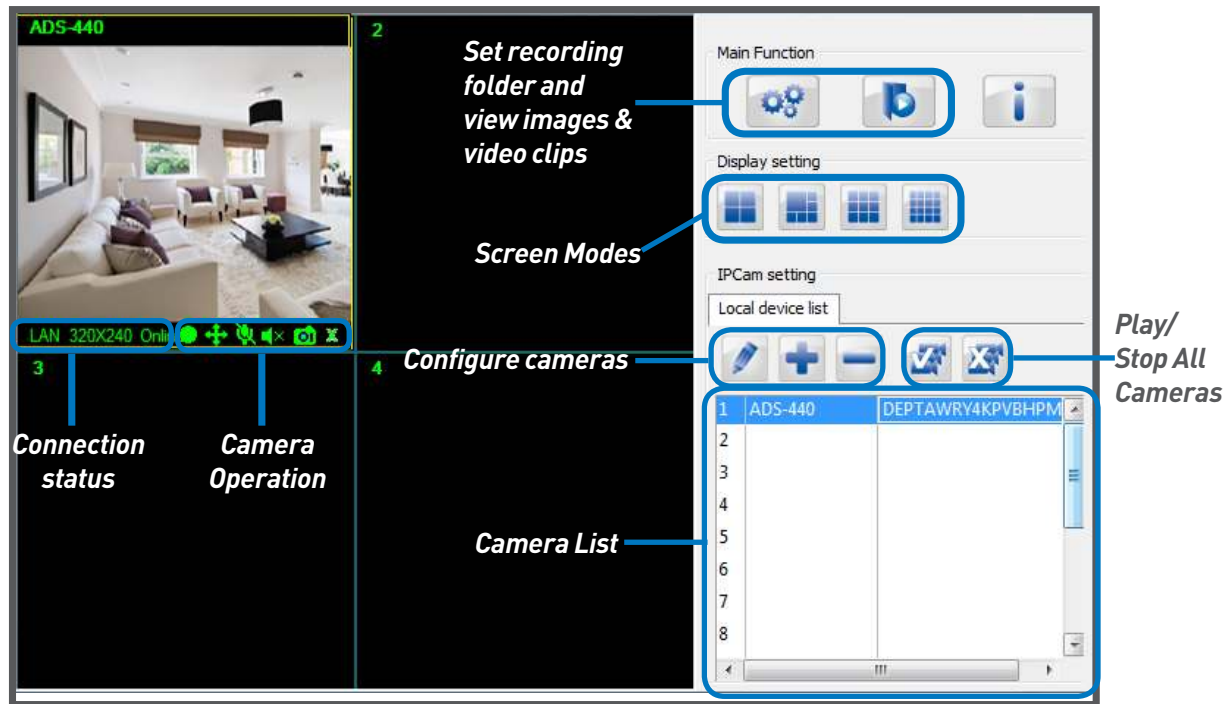 ADS-440
2
Set recording
folder and
view images &
video clips
Main Function
Display setting
Screen Modes
IPCam setting
Local device list
LAN 320X240
3
4
Configure cameras
Play/
Stop All
Cameras
1 ADS-440 DEPTAWRY4KPVBHPM
2
3
4
5
6
7
8
Connection
status
Camera
Operation
Camera List